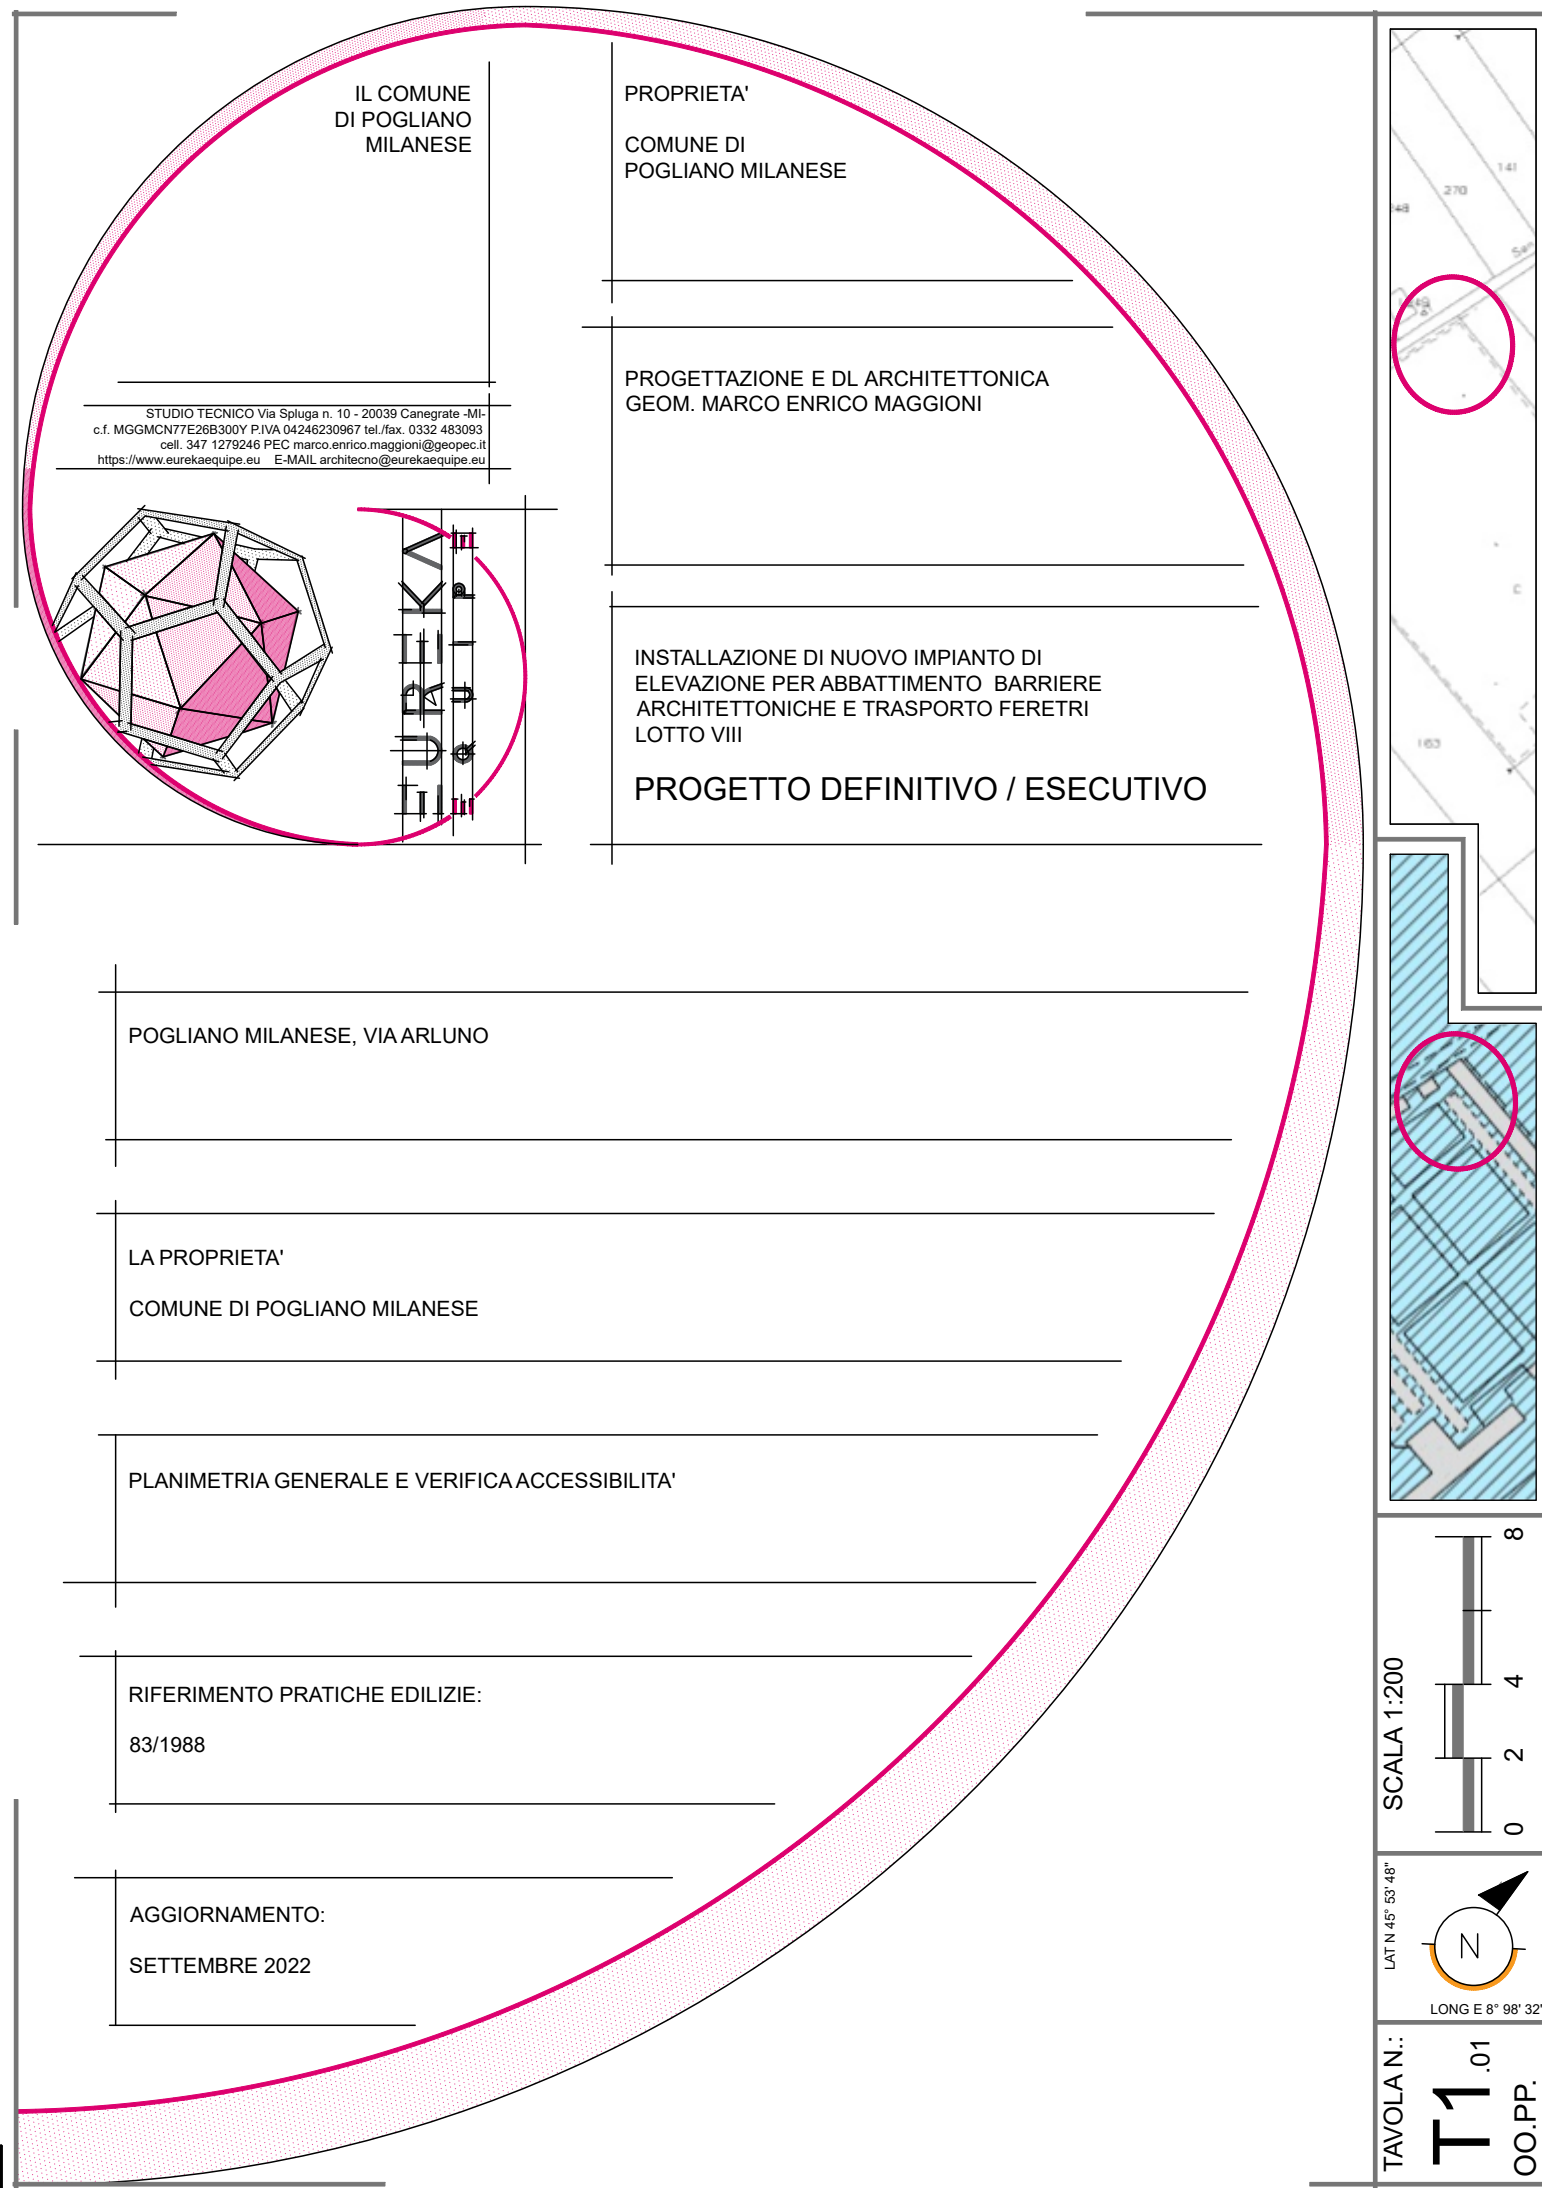 IL COMUNE
DI POGLIANO
MILANESE
PROPRIETA'
COMUNE DI
POGLIANO MILANESE
STUDIO TECNICO Via Spluga n. 10 - 20039 Canegrate -MI-
c.f. MGGMCN77E26B300Y P.IVA 04246230967 tel./fax. 0332 483093
cell. 347 1279246 PEC marco.enrico.maggioni@geopec.it
https://www.eurekaequipe.eu E-MAIL architecno@eurekaequipe.eu
PROGETTAZIONE E DL ARCHITETTONICA
GEOM. MARCO ENRICO MAGGIONI
EUREKA
EQUIPE
INSTALLAZIONE DI NUOVO IMPIANTO DI
ELEVAZIONE PER ABBATTIMENTO BARRIERE
ARCHITETTONICHE E TRASPORTO FERETRI
LOTTO VIII
PROGETTO DEFINITIVO / ESECUTIVO
POGLIANO MILANESE, VIA ARLUNO
LA PROPRIETA'
COMUNE DI POGLIANO MILANESE
PLANIMETRIA GENERALE E VERIFICA ACCESSIBILITA'
RIFERIMENTO PRATICHE EDILIZIE:
83/1988
AGGIORNAMENTO:
SETTEMBRE 2022
141
270
163
SCALA 1:200
0 2 4 8
LAT N 45° 53' 48"
N
LONG E 8° 98' 32"
TAVOLA N.:
T1.01
OO.PP.